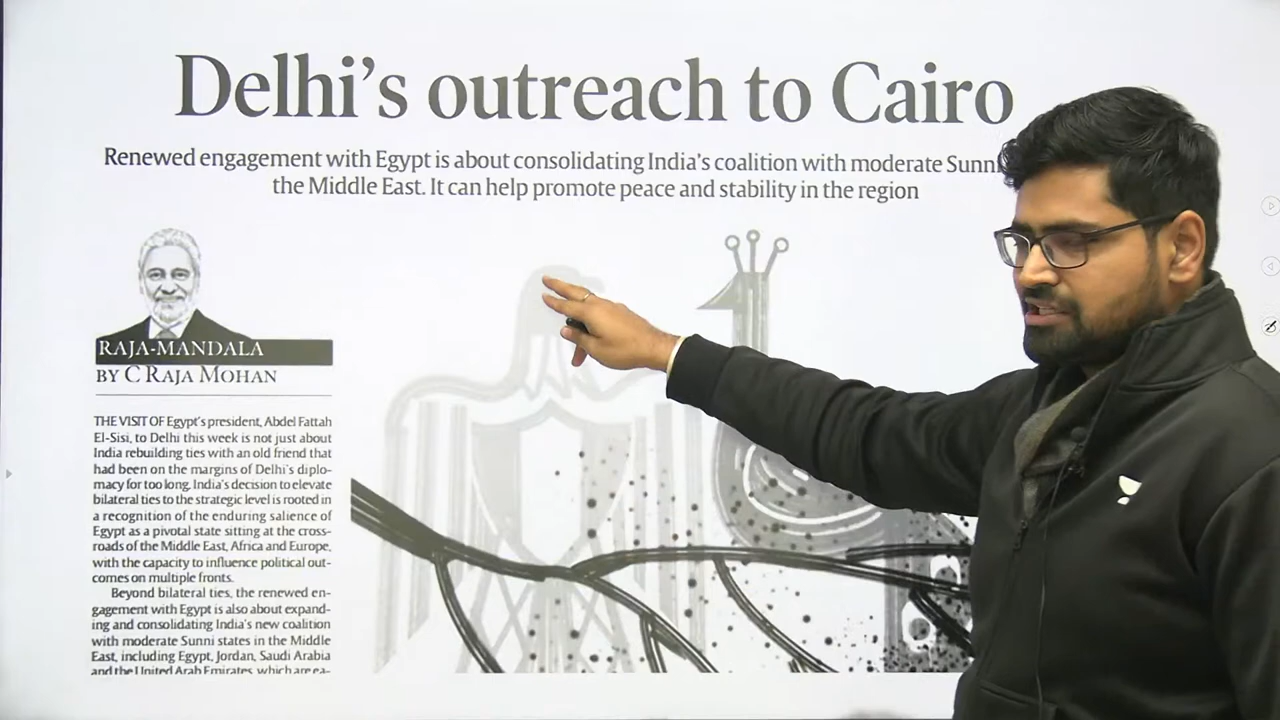 Delhi's outreach to Cairo
Renewed engagement with Egypt is about consolidating India's coalition with moderate
the Middle East. It can help promote peace and stability in the region
RAJA-MANDALA
BY C RAJA MOHAN
THE VISIT OF Egypt's president, Abdel Fattah
El-Sisi, to Delhi this week is not just about
India rebuilding ties with an old friend that
had been on the margins of Delhi's diplo-
macy for too long. India's decision to elevate
bilateral ties to the strategic level is rooted in
a recognition of the enduring salience of
Egypt as a pivotal state sitting at the cross-
roads of the Middle East, Africa and Europe,
with the capacity to influence political out-
comes on multiple fronts.
Beyond bilateral ties, the renewed en-
gagement with Egypt is also about expand-
ing and consolidating India's new coalition
with moderate Sunni states in the Middle
East, including Egypt, Jordan, Saudi Arabia
and the United Arab Emirates, which are ea-